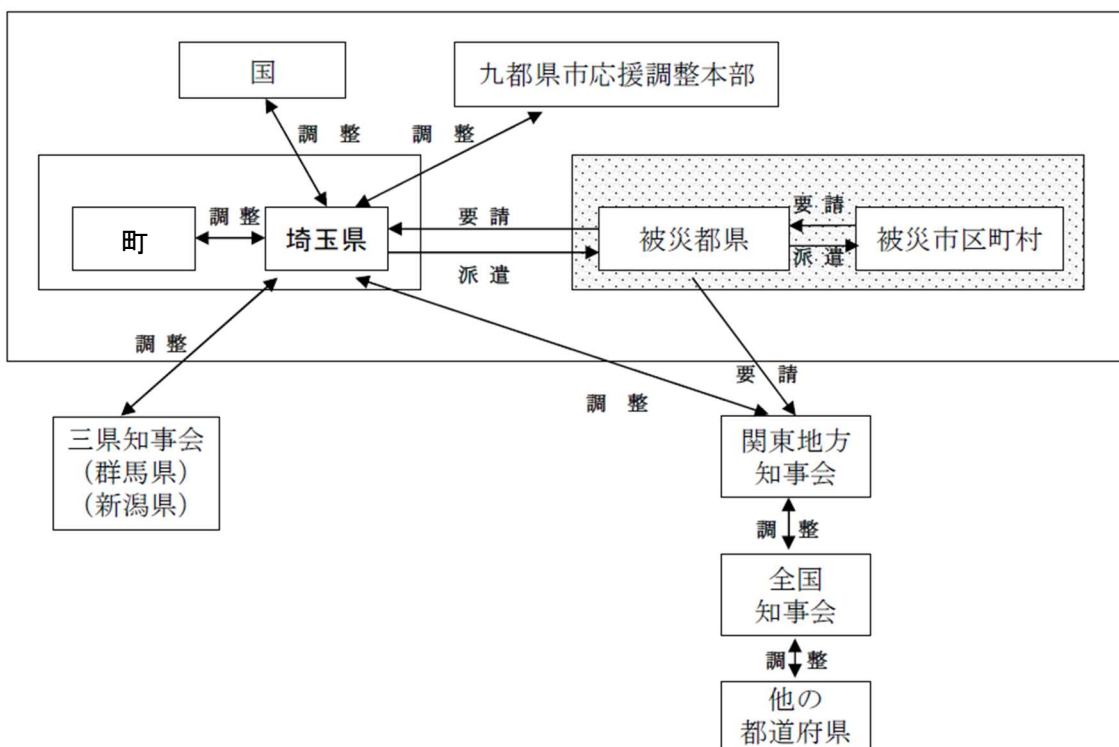 国
九都県市応援調整本部
調 整
調 整
町
調 整
埼玉県
要 請
派 遣
被災都県
要 請
派 遣
被災市区町村
調 整
調 整
要 請
三県知事会
（群馬県）
（新潟県）
関東地方
知事会
調 整
全国
知事会
調 整
他の
都道府県